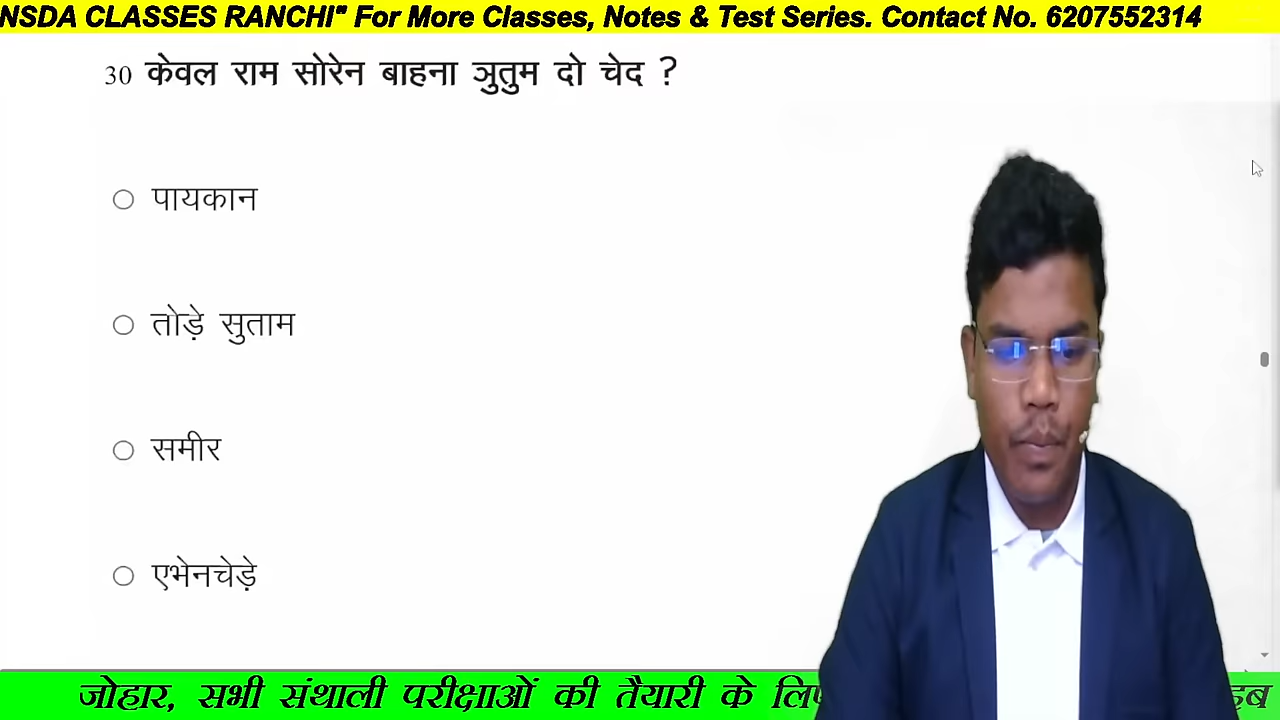 NSDA CLASSES RANCHI" For More Classes, Notes & Test Series. Contact No. 6207552314
30 केवल राम सोरेन बाहना ञुतुम दो चेद ?
पायकान
तोड़े सुताम
समीर
एभेनचेड़े
जोहार, सभी संथाली परीक्षाओं की तैयारी के